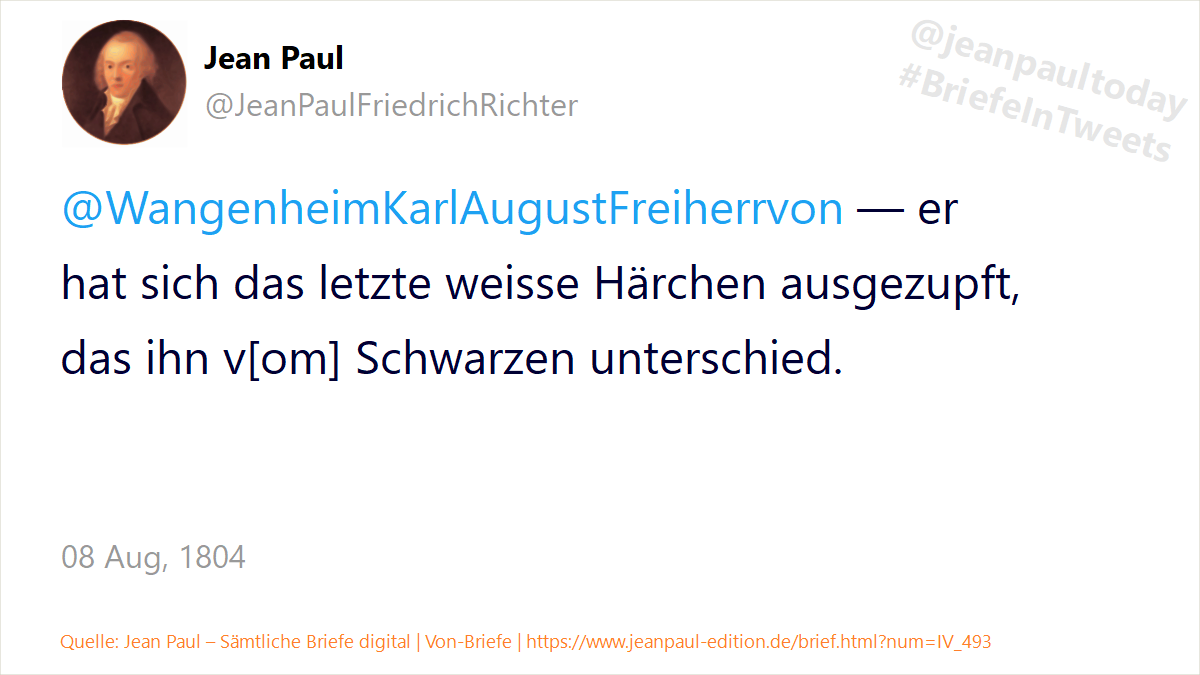 Jean Paul
@JeanPaulFriedrichRichter
@jeanpaultoday
#BriefeInTweets
@WangenheimKarlAugustFreiherrvon — er
hat sich das letzte weisse Härchen ausgezupft,
das ihn v[om] Schwarzen unterschied.
08 Aug, 1804
Quelle: Jean Paul – Sämtliche Briefe digital | Von-Briefe | https://www.jeanpaul-edition.de/brief.html?num=IV_493